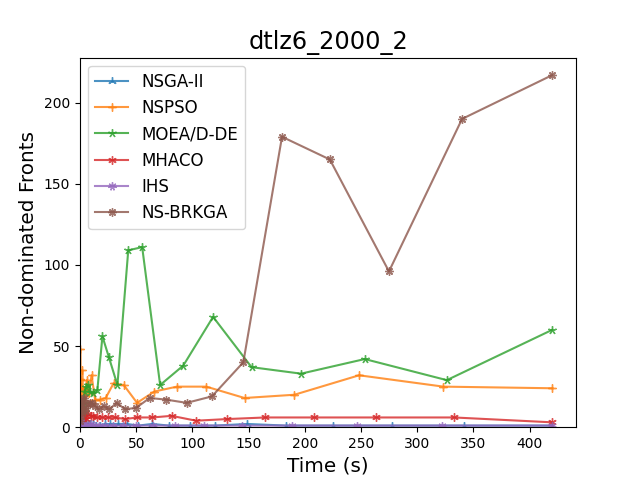 dtlz6_2000_2
Non-dominated Fronts
200
150
100
50
0
NSGA-II
NSPSO
MOEA/D-DE
MHACO
IHS
NS-BRKGA
0 50 100 150 200 250 300 350 400
Time (s)